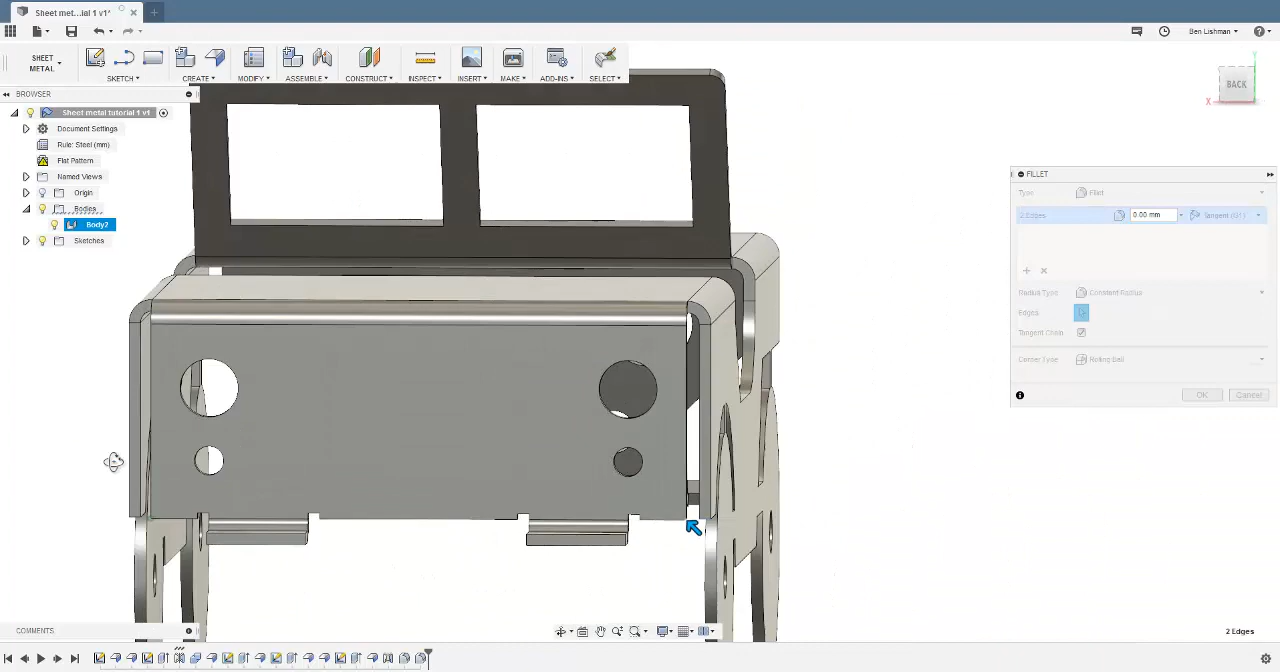 Sheet met...ial 1 v1*
Ben Lishman
SHEET METAL
SKETCH
CREATE
MODIFY
ASSEMBLE
CONSTRUCT
INSPECT
INSERT
MAKE
ADD-INS
SELECT
BROWSER
Sheet metal tutorial 1 v1
Document Settings
Rule: Steel (mm)
Flat Pattern
Named Views
Origin
Bodies
Body2
Sketches
Y
BACK
X
FILLET
Type Fillet
2 Edges 0.00 mm Tangent (G1)
Radius Type Constant Radius
Edges
Tangent Chain
Corner Type Rolling Ball
OK Cancel
COMMENTS
2 Edges